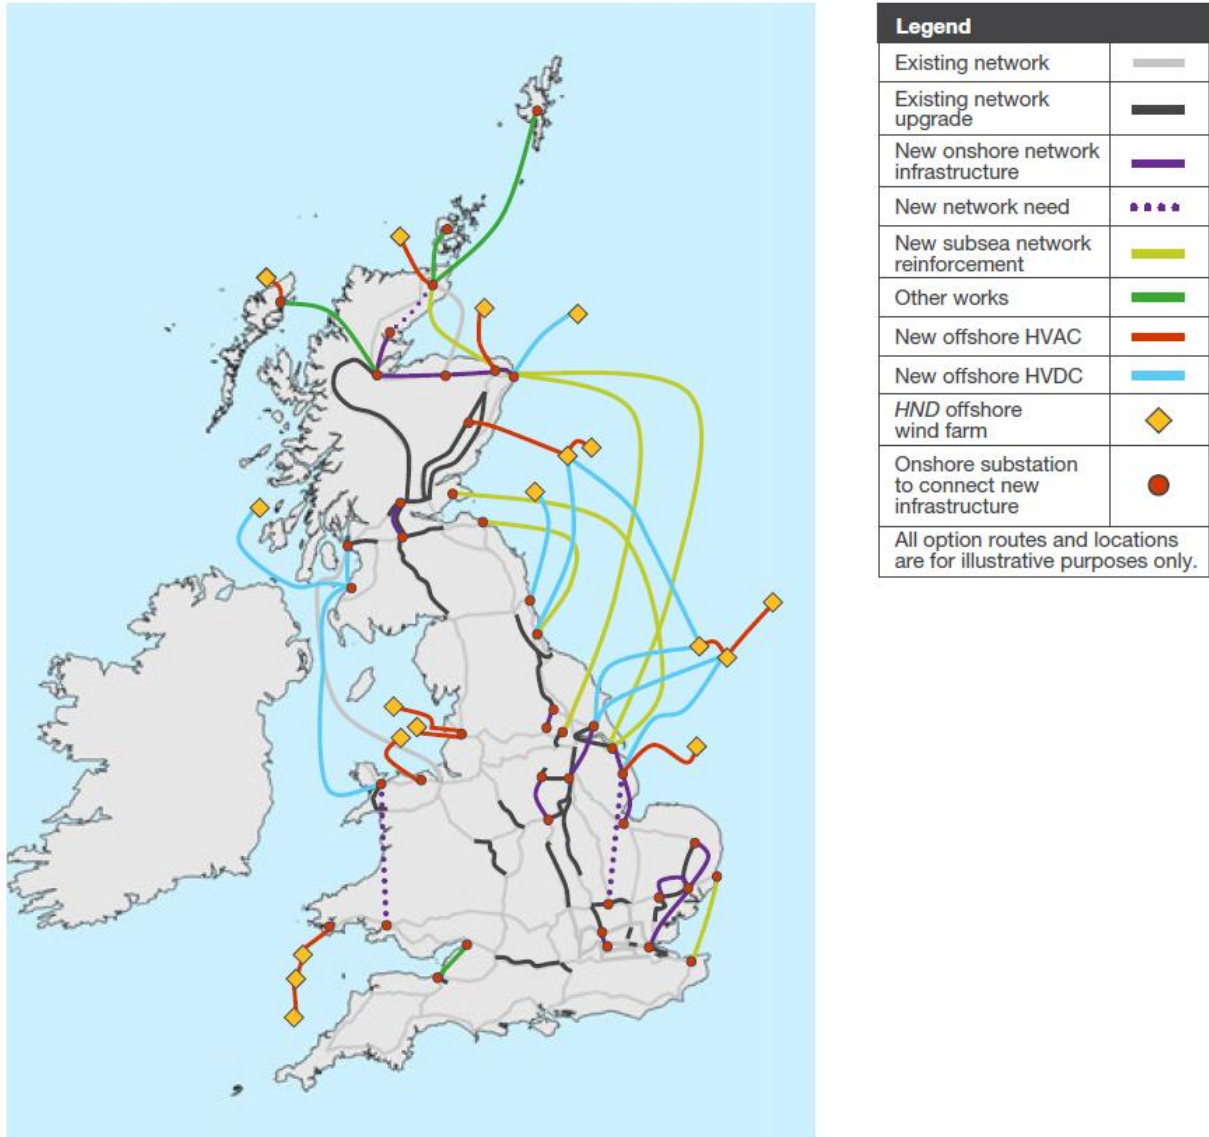 Legend
Existing network
Existing network
upgrade
New onshore network
infrastructure
New network need
New subsea network
reinforcement
Other works
New offshore HVAC
New offshore HVDC
HND offshore
wind farm
Onshore substation
to connect new
infrastructure
All option routes and locations
are for illustrative purposes only.